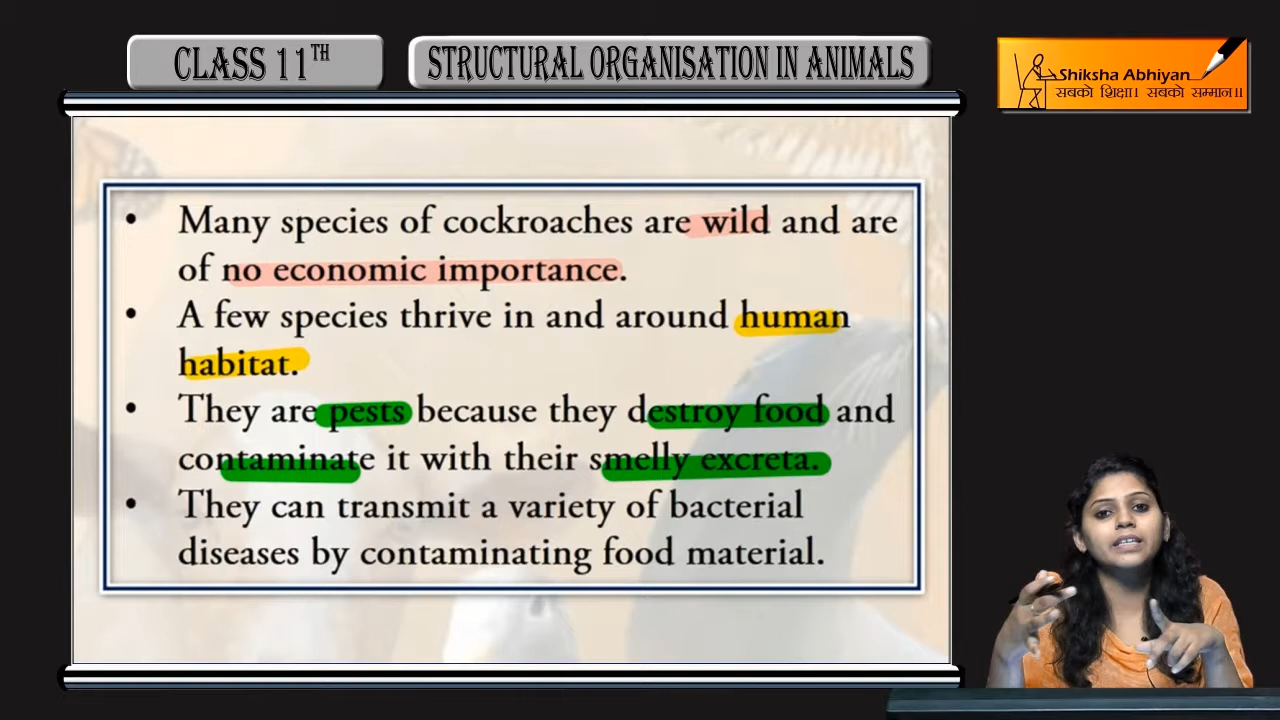 CLASS 11TH
STRUCTURAL ORGANISATION IN ANIMALS
Shiksha Abhiyan
सबको शिक्षा। सबको सम्मान॥
• Many species of cockroaches are wild and are
of no economic importance.
• A few species thrive in and around human
habitat.
• They are pests because they destroy food and
contaminate it with their smelly excreta.
• They can transmit a variety of bacterial
diseases by contaminating food material.